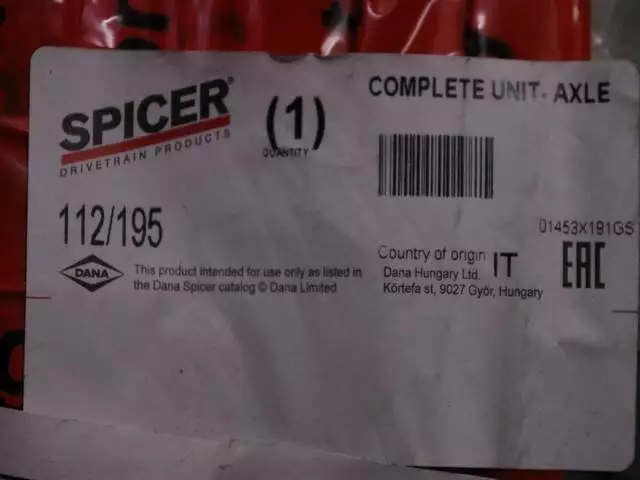 SPICER®
DRIVETRAIN PRODUCTS
(1)
QUANTITY
COMPLETE UNIT- AXLE
112/195
01453X191GS
DANA
This product intended for use only as listed in
the Dana Spicer catalog © Dana Limited
Country of origin IT
Dana Hungary Ltd.
Körtefa st, 9027 Győr, Hungary
EAC